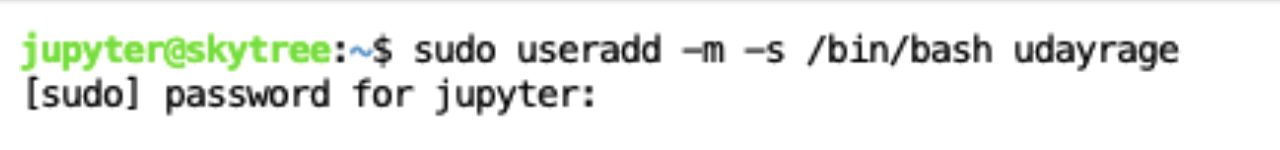 jupyter@skytree:~$ sudo useradd -m -s /bin/bash udayrage
[sudo] password for jupyter: